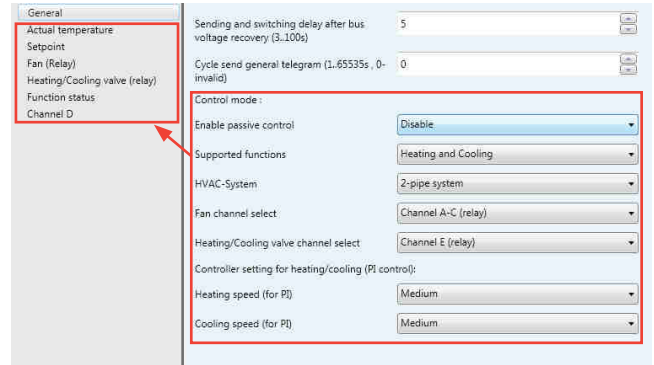 General
Actual temperature
Setpoint
Fan (Relay)
Heating/Cooling valve (relay)
Function status
Channel D
Sending and switching delay after bus
voltage recovery (3..100s)
5
Cycle send general telegram (1..65535s , 0-
invalid)
0
Control mode :
Enable passive control
Disable
Supported functions
Heating and Cooling
HVAC-System
2-pipe system
Fan channel select
Channel A-C (relay)
Heating/Cooling valve channel select
Channel E (relay)
Controller setting for heating/cooling (PI control):
Heating speed (for PI)
Medium
Cooling speed (for PI)
Medium